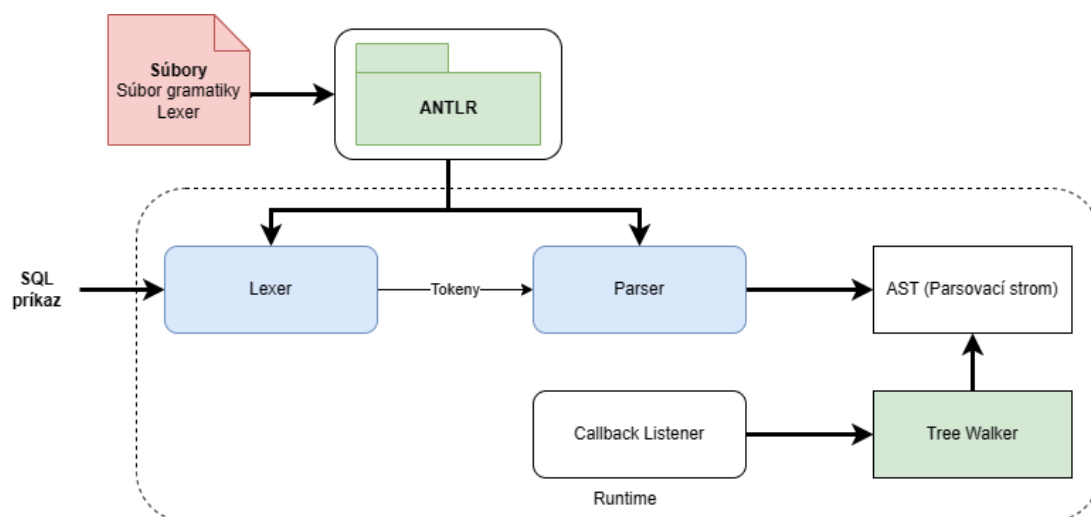 Súbory
Súbor gramatiky
Lexer
ANTLR
SQL
príkaz
Lexer
Tokeny
Parser
AST (Parsovací strom)
Callback Listener
Tree Walker
Runtime